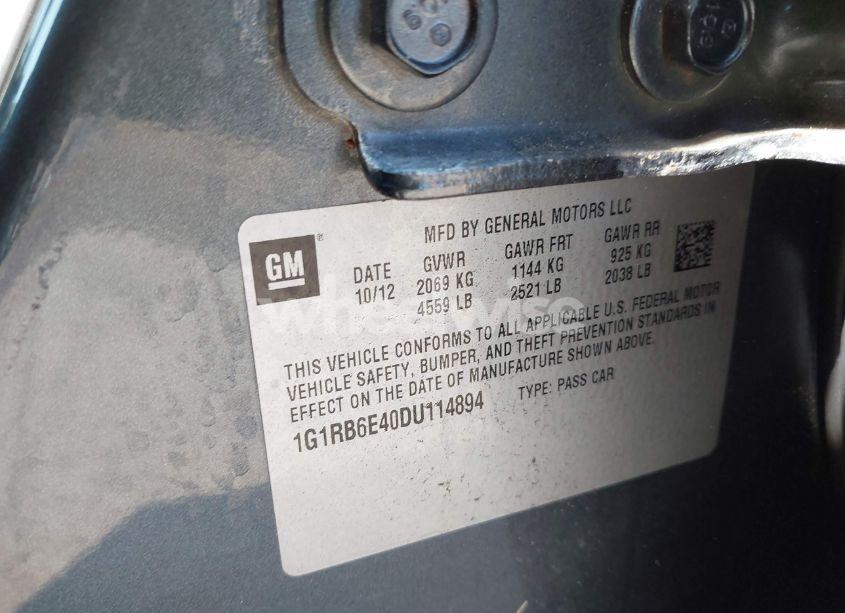 MFD BY GENERAL MOTORS LLC
GM ®
DATE GVWR GAWR FRT GAWR RR
10/12 2069 KG 1144 KG 925 KG
4559 LB 2521 LB 2038 LB
THIS VEHICLE CONFORMS TO ALL APPLICABLE U.S. FEDERAL MOTOR
VEHICLE SAFETY, BUMPER, AND THEFT PREVENTION STANDARDS IN
EFFECT ON THE DATE OF MANUFACTURE SHOWN ABOVE.
1G1RB6E40DU114894 TYPE: PASS CAR
10.9